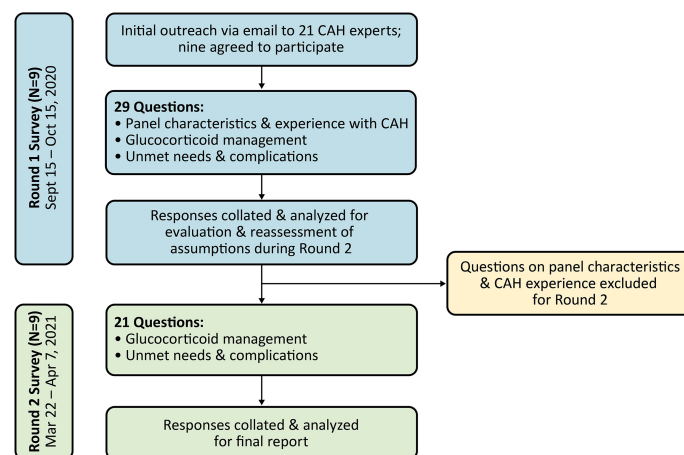 Round 1 Survey (N=9)
Sept 15 – Oct 15, 2020
Initial outreach via email to 21 CAH experts;
nine agreed to participate
29 Questions:
• Panel characteristics & experience with CAH
• Glucocorticoid management
• Unmet needs & complications
Responses collated & analyzed for
evaluation & reassessment of
assumptions during Round 2
Questions on panel characteristics
& CAH experience excluded
for Round 2
Round 2 Survey (N=9)
Mar 22 – Apr 7, 2021
21 Questions:
• Glucocorticoid management
• Unmet needs & complications
Responses collated & analyzed
for final report